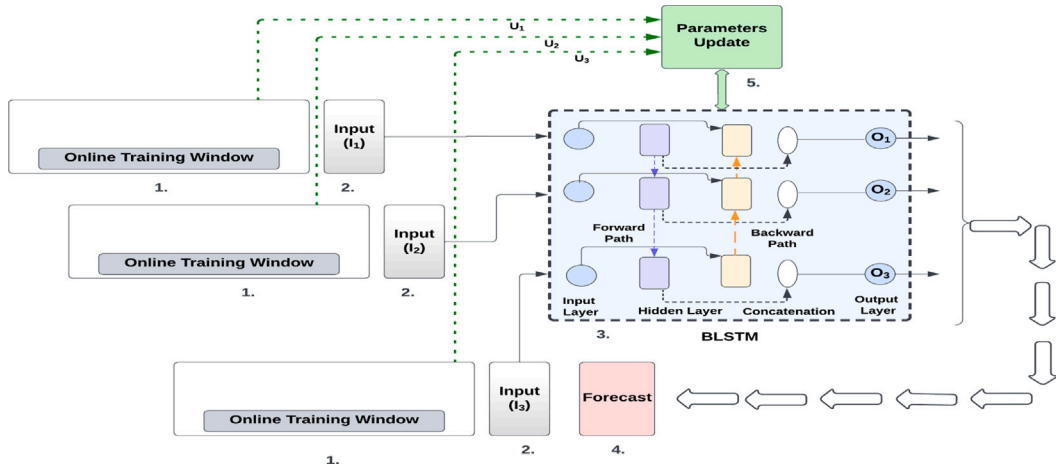 U₁
U₂
U₃
Parameters
Update
5.
Online Training Window
1.
Input
(I₁)
2.
Online Training Window
1.
Input
(I₂)
2.
Online Training Window
1.
Input
(I₃)
2.
O₁
O₂
O₃
Forward
Path
Backward
Path
Input
Layer
Hidden Layer
Concatenation
Output
Layer
3.
BLSTM
Forecast
4.